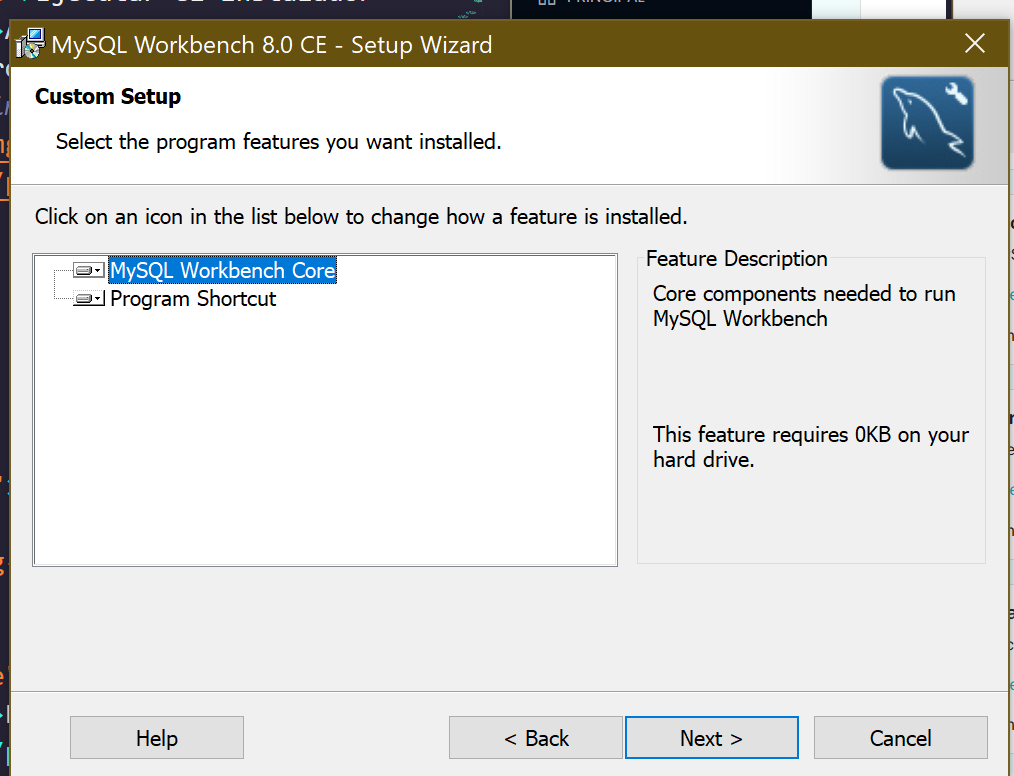 MySQL Workbench 8.0 CE - Setup Wizard
Custom Setup
Select the program features you want installed.
Click on an icon in the list below to change how a feature is installed.
MySQL Workbench Core
Program Shortcut
Feature Description
Core components needed to run
MySQL Workbench
This feature requires 0KB on your
hard drive.
Help
< Back
Next >
Cancel